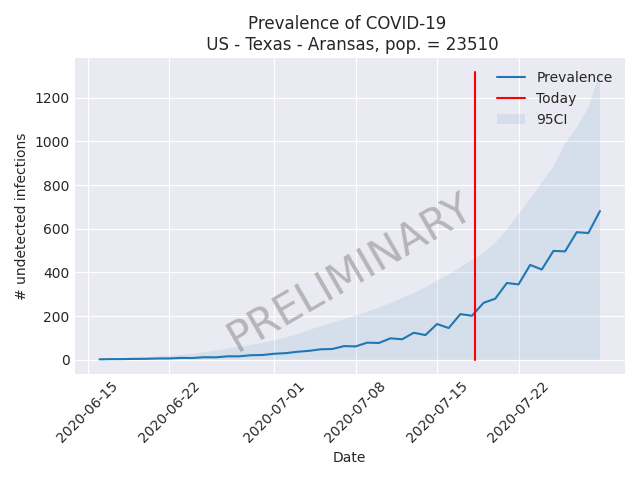 Prevalence of COVID-19
US - Texas - Aransas, pop. = 23510
Prevalence
Today
95CI
PRELIMINARY
# undetected infections
1200
1000
800
600
400
200
0
2020-06-15
2020-06-22
2020-07-01
2020-07-08
2020-07-15
2020-07-22
Date